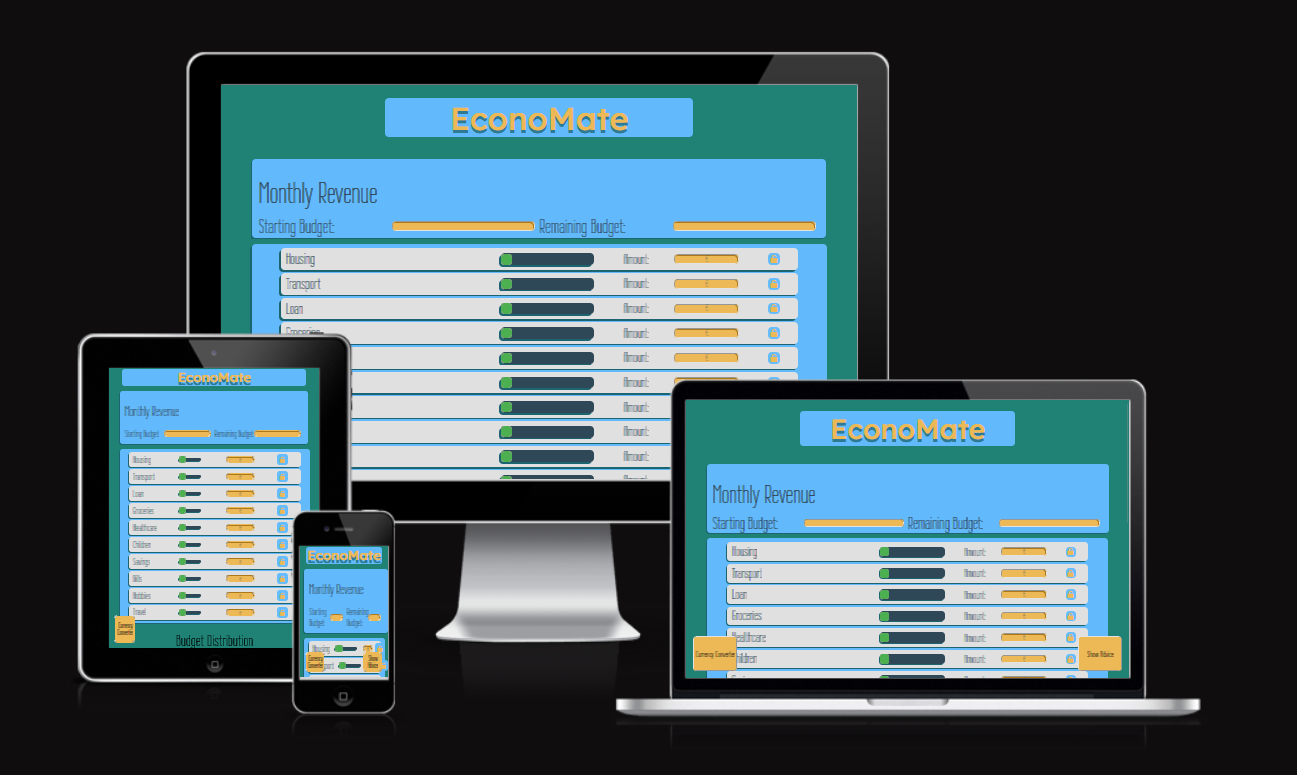 EconoMate
Monthly Revenue
Starting Budget: Remaining Budget:
Housing Amount: €
Transport Amount: €
Loan Amount: €
Groceries Amount: €
Amount: €
Amount:
Amount:
Amount:
Amount:
Amount:
EconoMate
Monthly Revenue
Starting Budget: Remaining Budget:
Housing
Transport
Loan
Groceries
Healthcare
Children
Savings
Bills
Hobbies
Travel
Currency
Converter
Budget Distribution
EconoMate
Monthly Revenue
Starting Remaining
Budget: Budget:
Housing
Currency Show
Converter port Advice
EconoMate
Monthly Revenue
Starting Budget: Remaining Budget:
Housing Amount:
Transport Amount:
Loan Amount:
Groceries Amount:
Healthcare Amount:
Currency Converter Show Advice
Children Amount: